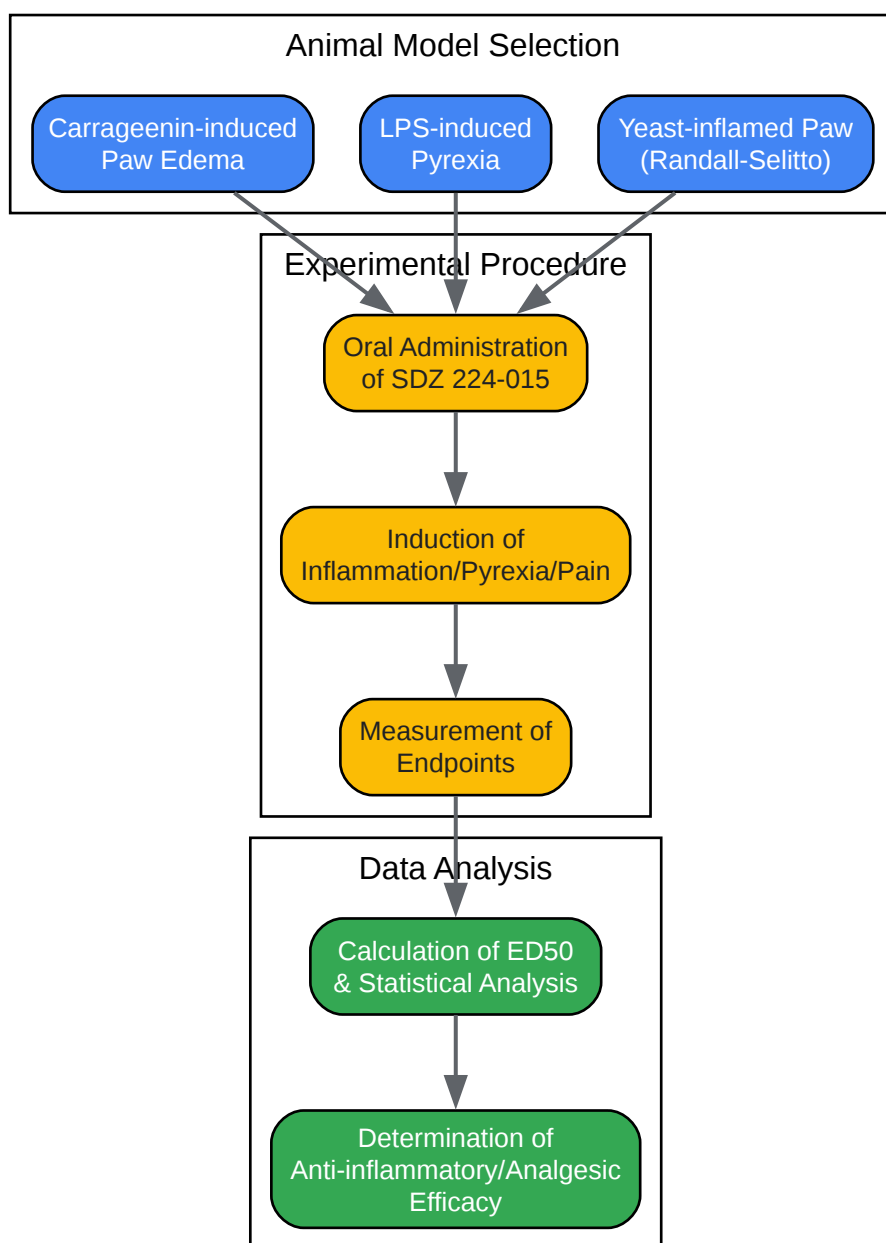 Animal Model Selection
Carrageenin-induced
Paw Edema
LPS-induced
Pyrexia
Yeast-inflamed Paw
(Randall-Selitto)
Experimental Procedure
Oral Administration
of SDZ 224-015
Induction of
Inflammation/Pyrexia/Pain
Measurement of
Endpoints
Data Analysis
Calculation of ED50
& Statistical Analysis
Determination of
Anti-inflammatory/Analgesic
Efficacy